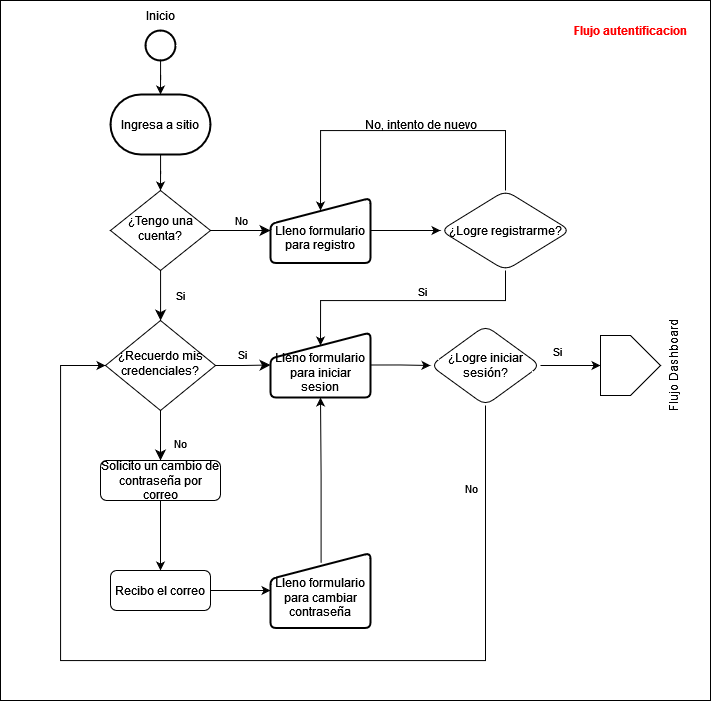 Inicio
Flujo autentificacion
Ingresa a sitio
No, intento de nuevo
¿Tengo una
cuenta?
No
Lleno formulario
para registro
¿Logre registrarme?
Si
Si
¿Recuerdo mis
credenciales?
Si
Lleno formulario
para iniciar
sesion
¿Logre iniciar
sesión?
Si
Flujo Dashboard
No
Solicito un cambio de
contraseña por
correo
No
Recibo el correo
Lleno formulario
para cambiar
contraseña